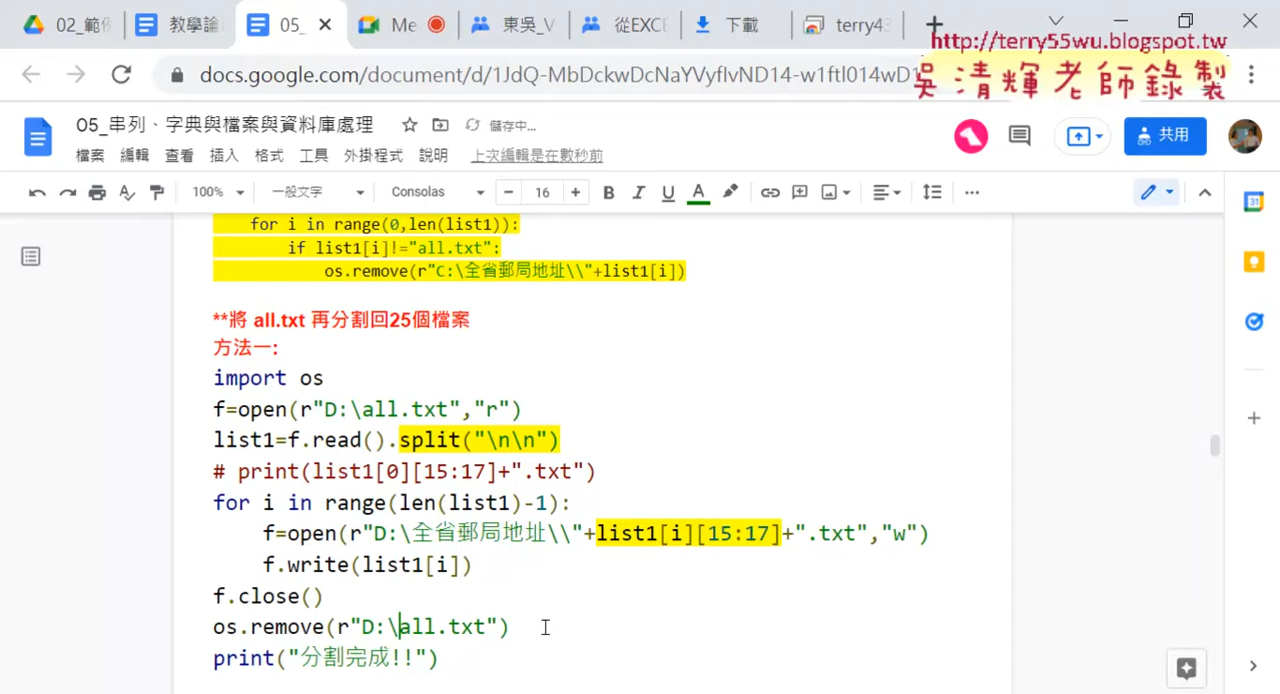 02_範例
教學論
05_
Me
東吳_V
從EXCE
下載
terry43
http://terry55wu.blogspot.tw
docs.google.com/document/d/1JdQ-MbDckwDcNaYVyflvND14-w1ftl014wD1
吳清輝老師錄製
05_串列、字典與檔案與資料庫處理
儲存中...
共用
檔案 編輯 查看 插入 格式 工具 外掛程式 說明 上次編輯是在數秒前
100% 一般文字 Consolas 16 B I U A
for i in range(0,len(list1)):
if list1[i]!="all.txt":
os.remove(r"C:\全省郵局地址\\"+list1[i])
**將 all.txt 再分割回25個檔案
方法一:
import os
f=open(r"D:\all.txt","r")
list1=f.read().split("\n\n")
# print(list1[0][15:17]+".txt")
for i in range(len(list1)-1):
f=open(r"D:\全省郵局地址\\"+list1[i][15:17]+".txt","w")
f.write(list1[i])
f.close()
os.remove(r"D:\all.txt")
print("分割完成!!")
31